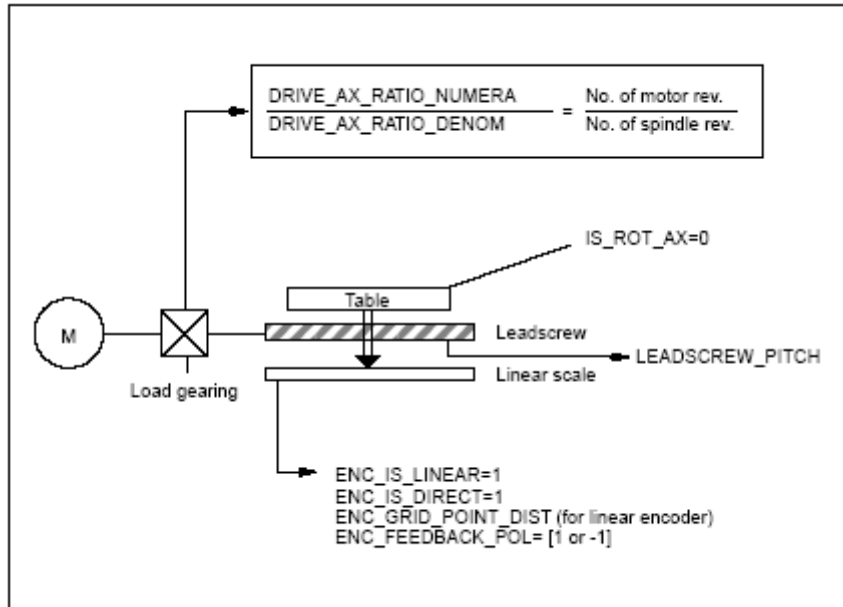 DRIVE_AX_RATIO_NUMERA
DRIVE_AX_RATIO_DENOM
=
No. of motor rev.
No. of spindle rev.
IS_ROT_AX=0
Table
M
Leadscrew
LEADSCREW_PITCH
Load gearing
Linear scale
ENC_IS_LINEAR=1
ENC_IS_DIRECT=1
ENC_GRID_POINT_DIST (for linear encoder)
ENC_FEEDBACK_POL= [1 or -1]